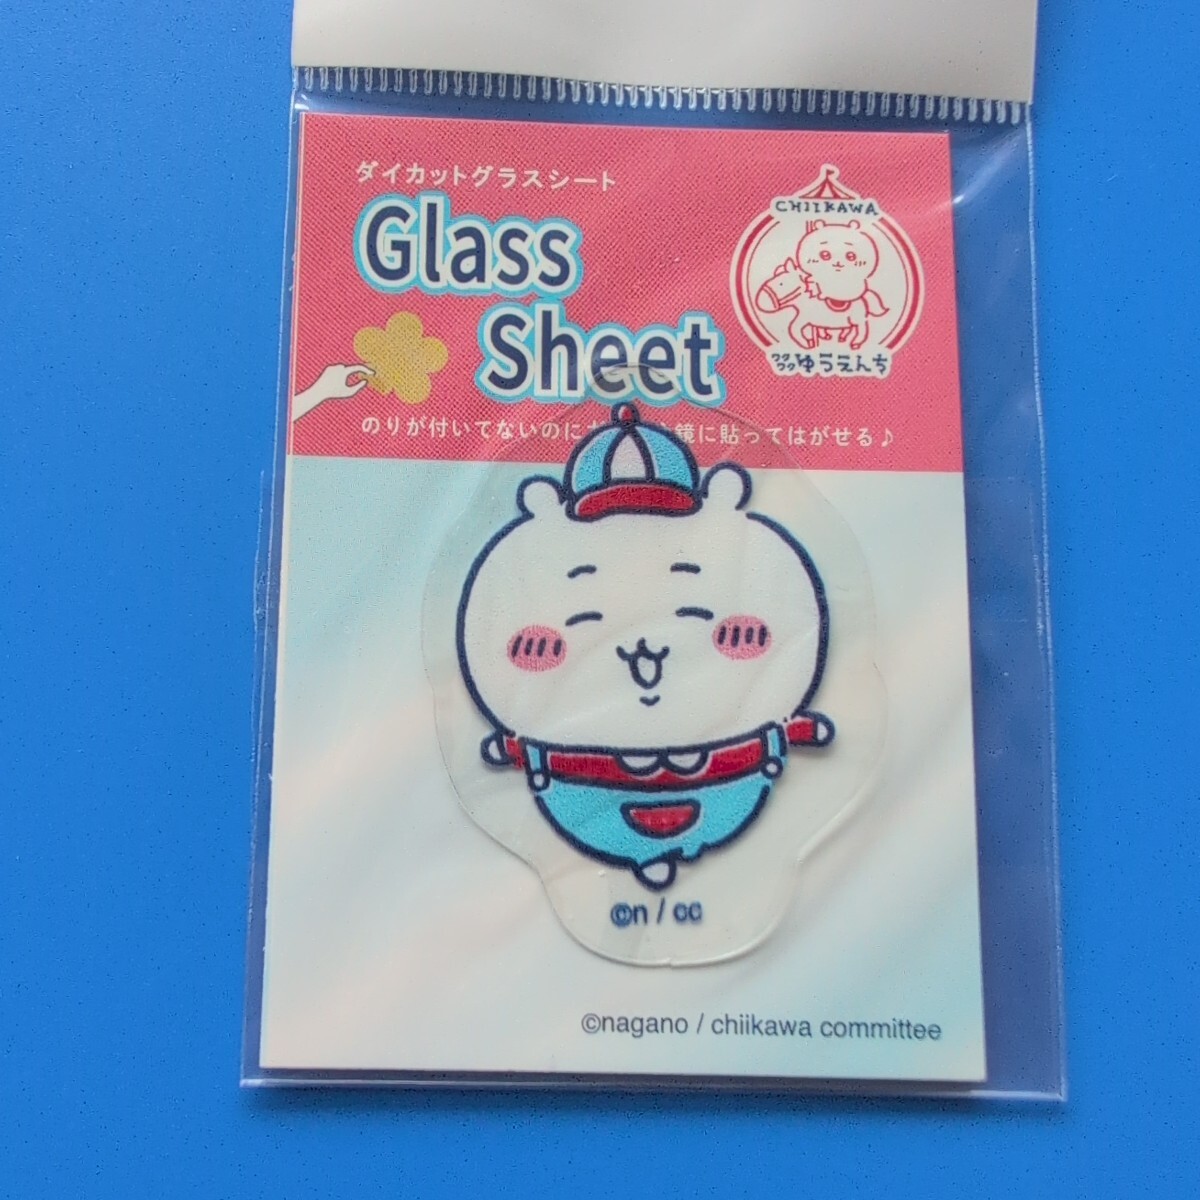 ダイカットグラスシート
Glass
Sheet
CHIIKAWA
ワクワクゆうえんち
のりが付いてないのに 鏡に貼ってはがせる♪
©n / cc
©nagano / chiikawa committee